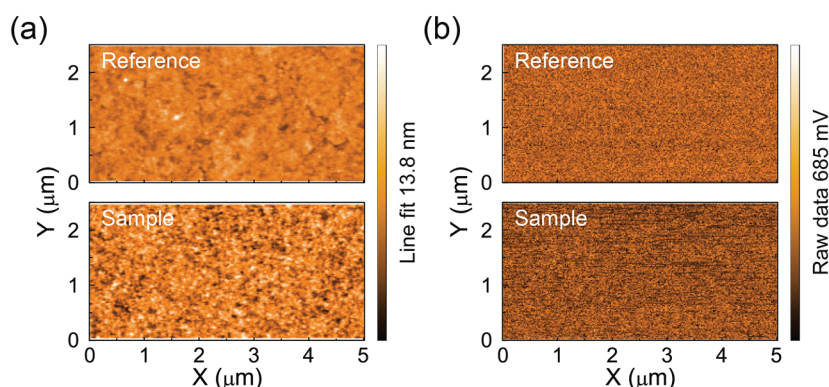 (a)
Reference
2
1
0
Sample
2
1
0
0 1 2 3 4 5
X (μm)
Y (μm)
Line fit 13.8 nm
(b)
Reference
2
1
0
Sample
2
1
0
0 1 2 3 4 5
X (μm)
Y (μm)
Raw data 685 mV